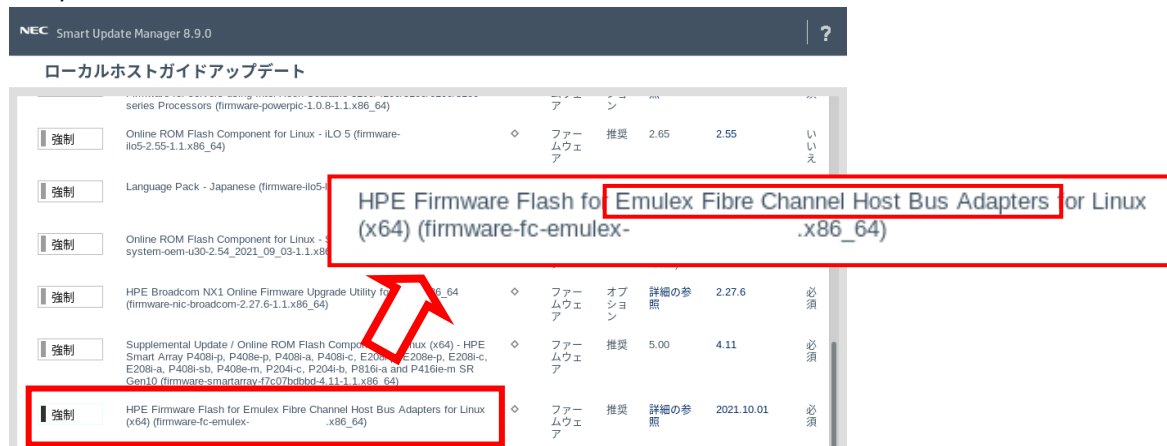 NEC Smart Update Manager 8.9.0 ?
ローカルホストガイドアップデート
series Processors (firmware-powerpic-1.0.8-1.1.x86_64) ア ン
強制 Online ROM Flash Component for Linux - iLO 5 (firmware- ◇ ファー 推奨 2.65 2.55 い
ilo5-2.55-1.1.x86_64) ムウェ い
ア え
強制 Language Pack - Japanese (firmware-ilo5-
HPE Firmware Flash for Emulex Fibre Channel Host Bus Adapters for Linux
(x64) (firmware-fc-emulex- .x86_64)
強制 Online ROM Flash Component for Linux -
system-oem-u30-2.54_2021_09_03-1.1.x86
強制 HPE Broadcom NX1 Online Firmware Upgrade Utility for 86_64 ◇ ファー オプ 詳細の参 2.27.6 必
(firmware-nic-broadcom-2.27.6-1.1.x86_64) ムウェ ショ 照 須
ア ン
強制 Supplemental Update / Online ROM Flash Compo nux (x64) - HPE ◇ ファー 推奨 5.00 4.11 必
Smart Array P408i-p, P408e-p, P408i-a, P408i-c, E208i-p, E208e-p, E208i-c, ムウェ 須
E208i-a, P408i-sb, P408e-m, P204i-c, P204i-b, P816i-a and P416ie-m SR ア
Gen10 (firmware-smartarray-f7c07bdbbd-4.11-1.1.x86_64)
強制 HPE Firmware Flash for Emulex Fibre Channel Host Bus Adapters for Linux ◇ ファー 推奨 詳細の参 2021.10.01 必
(x64) (firmware-fc-emulex- .x86_64) ムウェ 照 須
ア